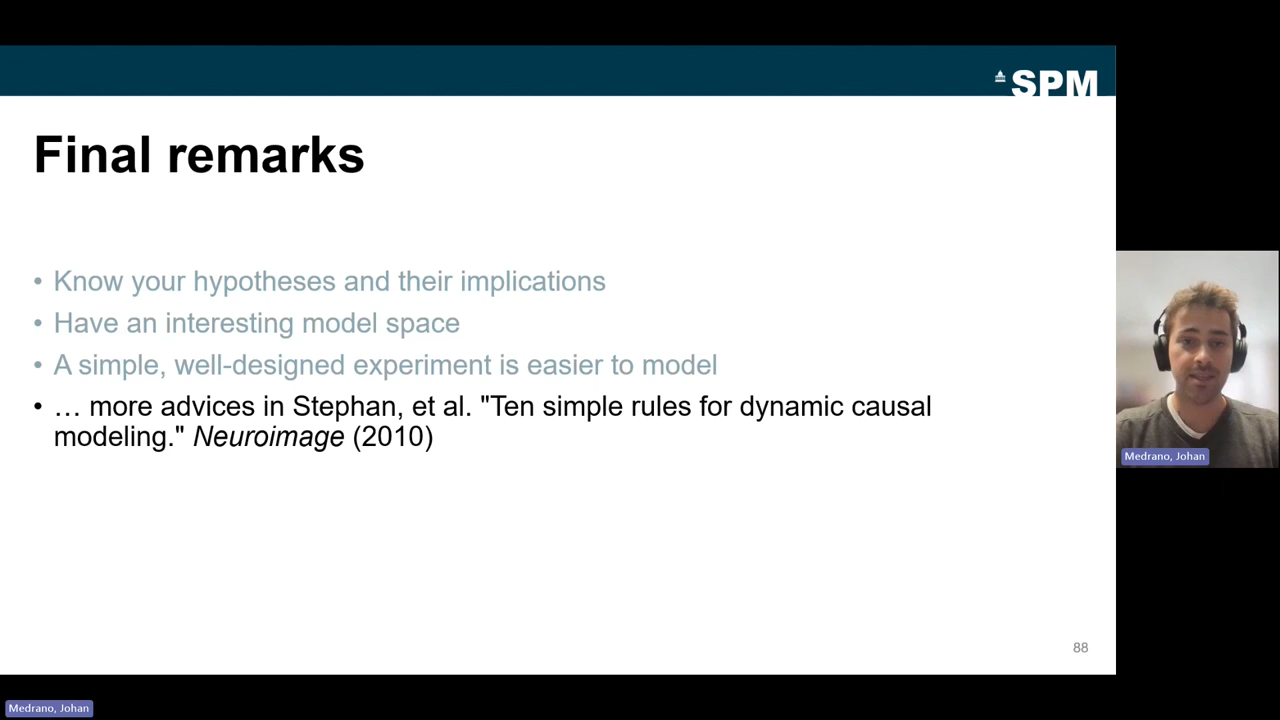 SPM
Final remarks
• Know your hypotheses and their implications
• Have an interesting model space
• A simple, well-designed experiment is easier to model
• … more advices in Stephan, et al. "Ten simple rules for dynamic causal
modeling." Neuroimage (2010)
Medrano, Johan
88
Medrano, Johan